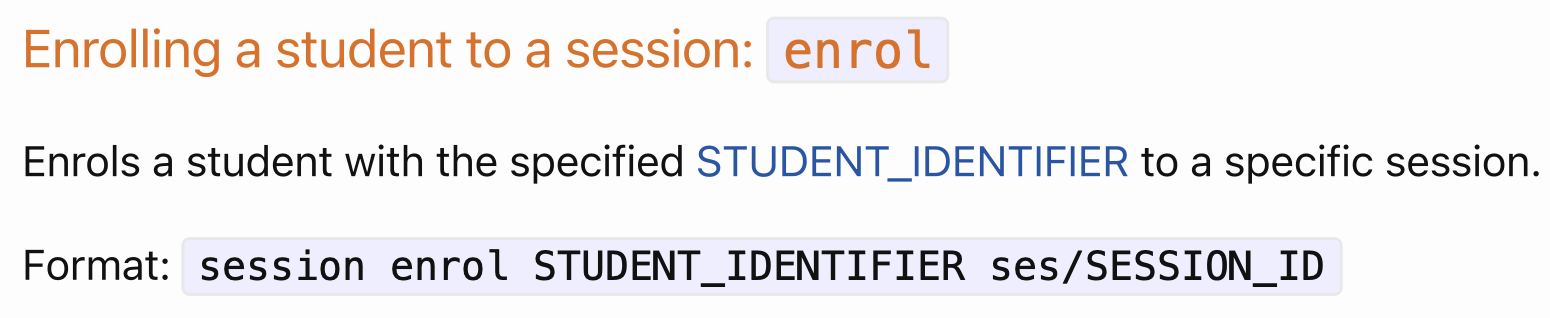 Enrolling a student to a session: enrol
Enrols a student with the specified STUDENT_IDENTIFIER to a specific session.
Format: session enrol STUDENT_IDENTIFIER ses/SESSION_ID